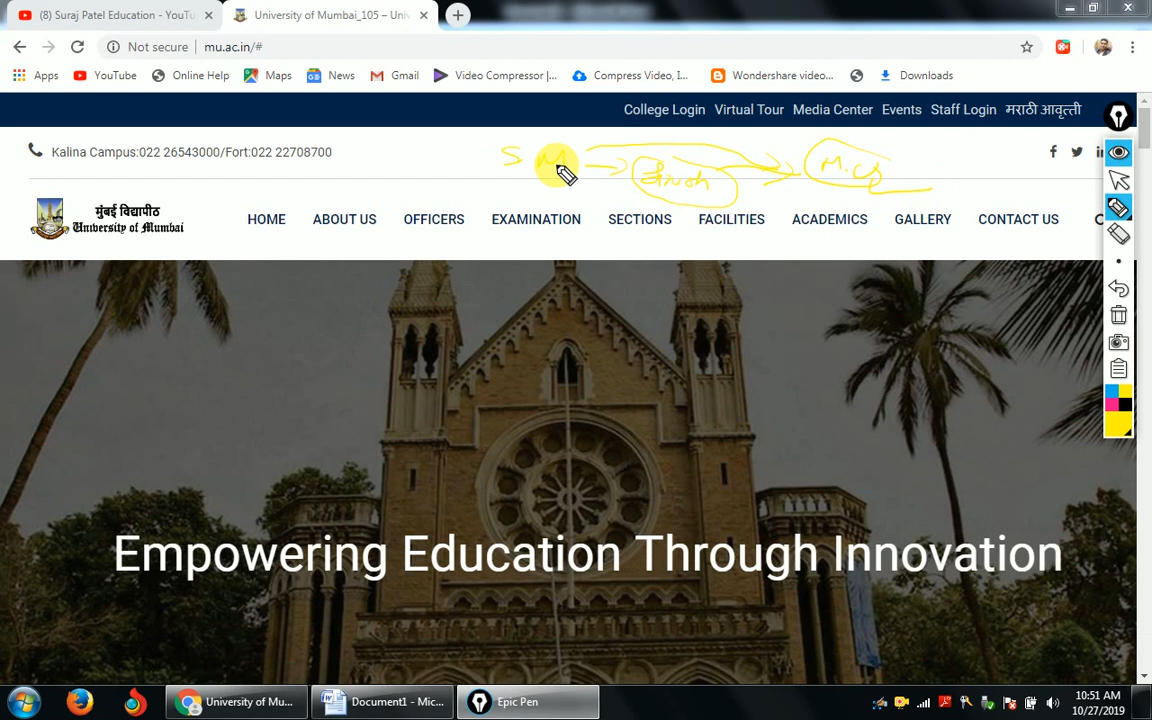 (8) Suraj Patel Education - YouTu
University of Mumbai_105 – Univ
Not secure
mu.ac.in/#
Apps
YouTube
Online Help
Maps
News
Gmail
Video Compressor |...
Compress Video, I...
Wondershare video...
Downloads
College Login Virtual Tour Media Center Events Staff Login मराठी आवृत्ती
Kalina Campus:022 26543000/Fort:022 22708700
S M
मुंबई विद्यापीठ
University of Mumbai
HOME ABOUT US OFFICERS EXAMINATION SECTIONS FACILITIES ACADEMICS GALLERY CONTACT US
Empowering Education Through Innovation
University of Mu...
Document1 - Mic...
Epic Pen
10:51 AM
10/27/2019